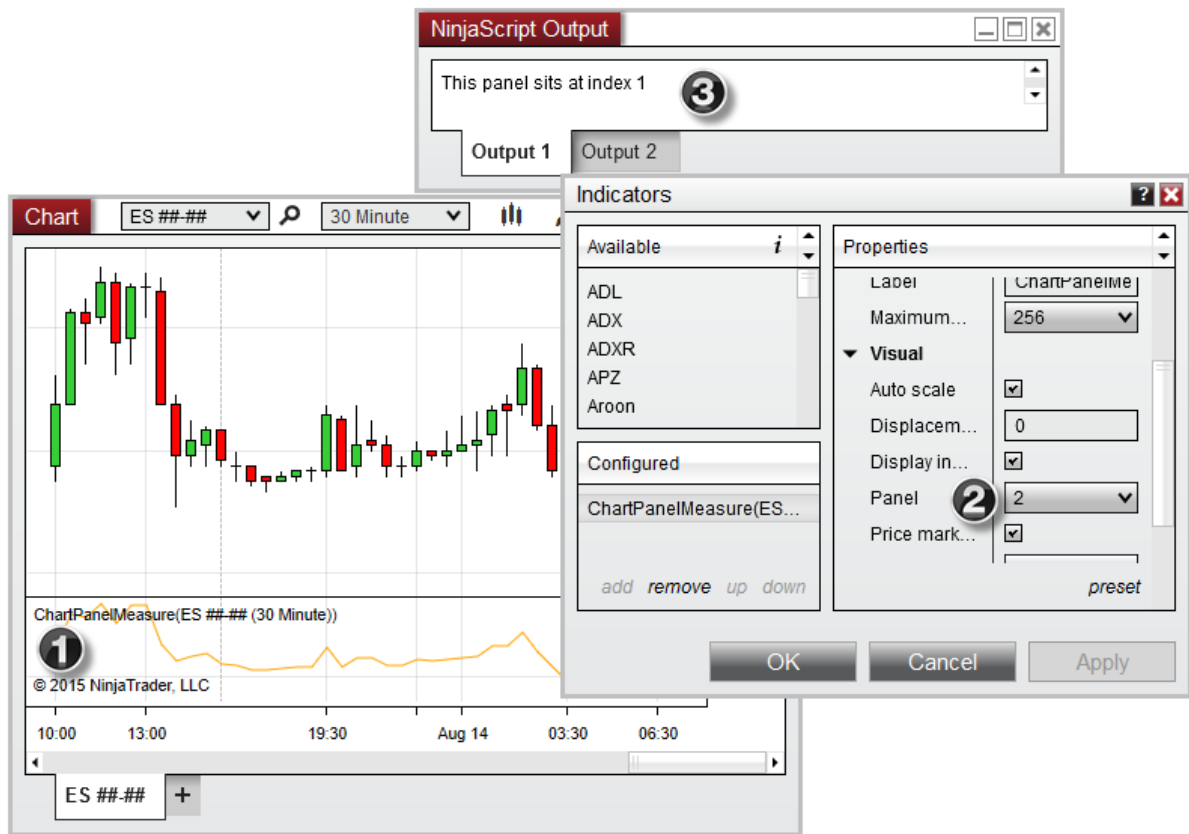 NinjaScript Output
This panel sits at index 1
3
Output 1
Output 2
Indicators
?
Chart
ES ##-##
30 Minute
Available
i
ADL
ADX
ADXR
APZ
Aroon
Configured
ChartPanelMeasure(ES...
add remove up down
Properties
Label
ChartPanelMe
Maximum...
256
Visual
Auto scale
Displacem...
0
Display in...
Panel
2
2
Price mark...
preset
OK
Cancel
Apply
ChartPanelMeasure(ES ##-## (30 Minute))
1
© 2015 NinjaTrader, LLC
10:00 13:00 19:30 Aug 14 03:30 06:30
ES ##-##
+